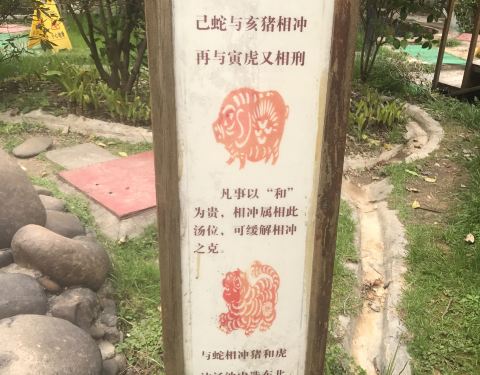 己蛇与亥猪相冲
再与寅虎又相刑
凡事以“和”
为贵，相冲属相此
汤位，可缓解相冲
之克。
与蛇相冲猪和虎